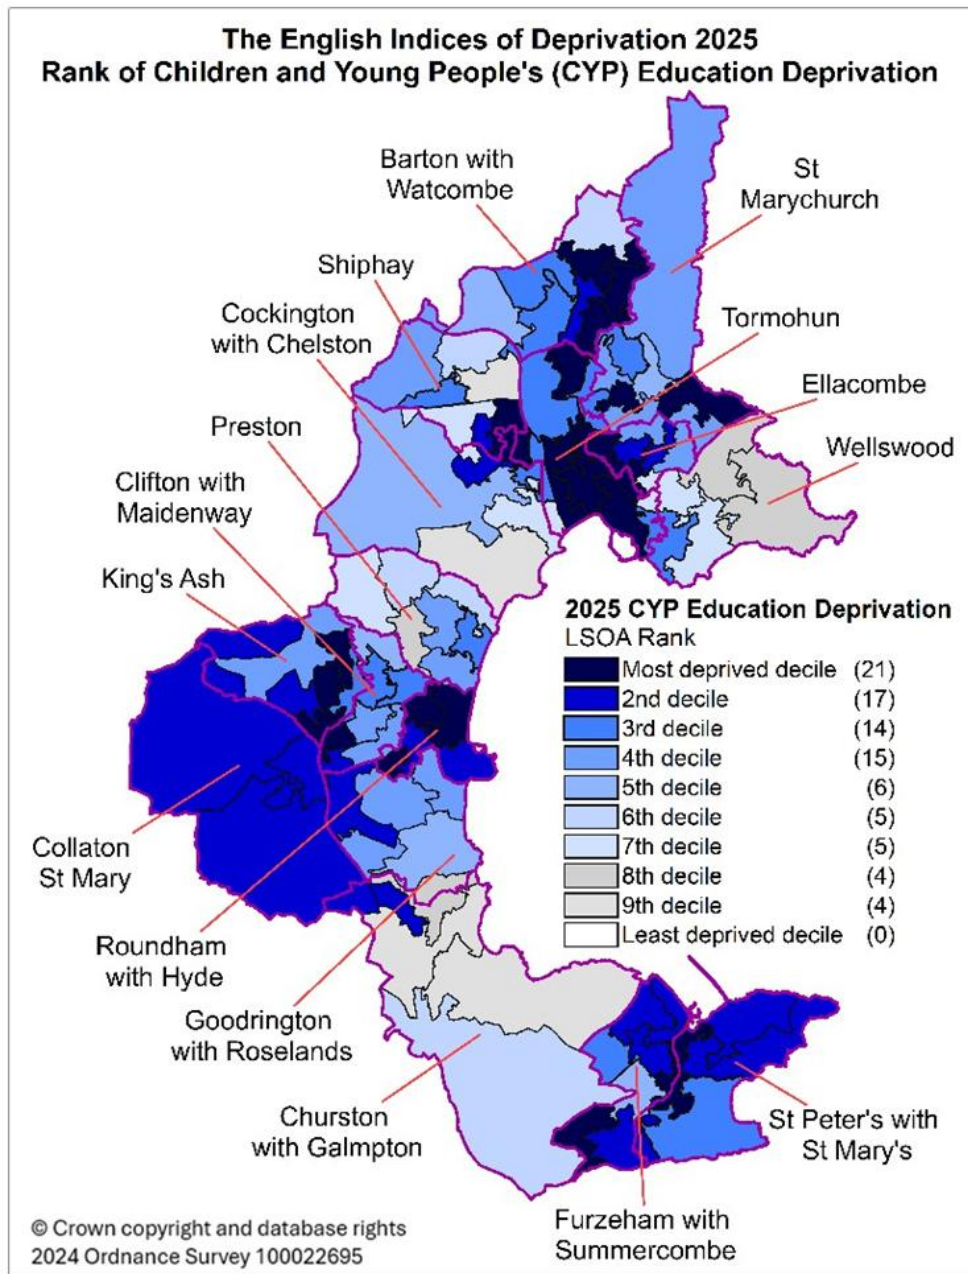 The English Indices of Deprivation 2025
Rank of Children and Young People's (CYP) Education Deprivation
Barton with
Watcombe
St
Marychurch
Shiphay
Cockington
with Chelston
Tormohun
Ellacombe
Preston
Wellswood
Clifton with
Maidenway
King's Ash
2025 CYP Education Deprivation
LSOA Rank
Most deprived decile (21)
2nd decile (17)
3rd decile (14)
4th decile (15)
5th decile (6)
6th decile (5)
7th decile (5)
8th decile (4)
9th decile (4)
Least deprived decile (0)
Collaton
St Mary
Roundham
with Hyde
Goodrington
with Roselands
Churston
with Galmpton
St Peter's with
St Mary's
Furzeham with
Summercombe
© Crown copyright and database rights
2024 Ordnance Survey 100022695